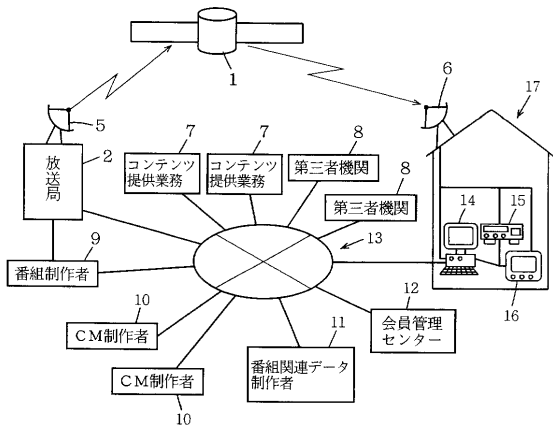 1
6
17
5
7
7
8
放送局
2
コンテンツ
提供業務
コンテンツ
提供業務
第三者機関
8
第三者機関
14
15
9
13
番組制作者
16
10
12
CM制作者
会員管理
センター
11
番組関連データ
制作者
CM制作者
10